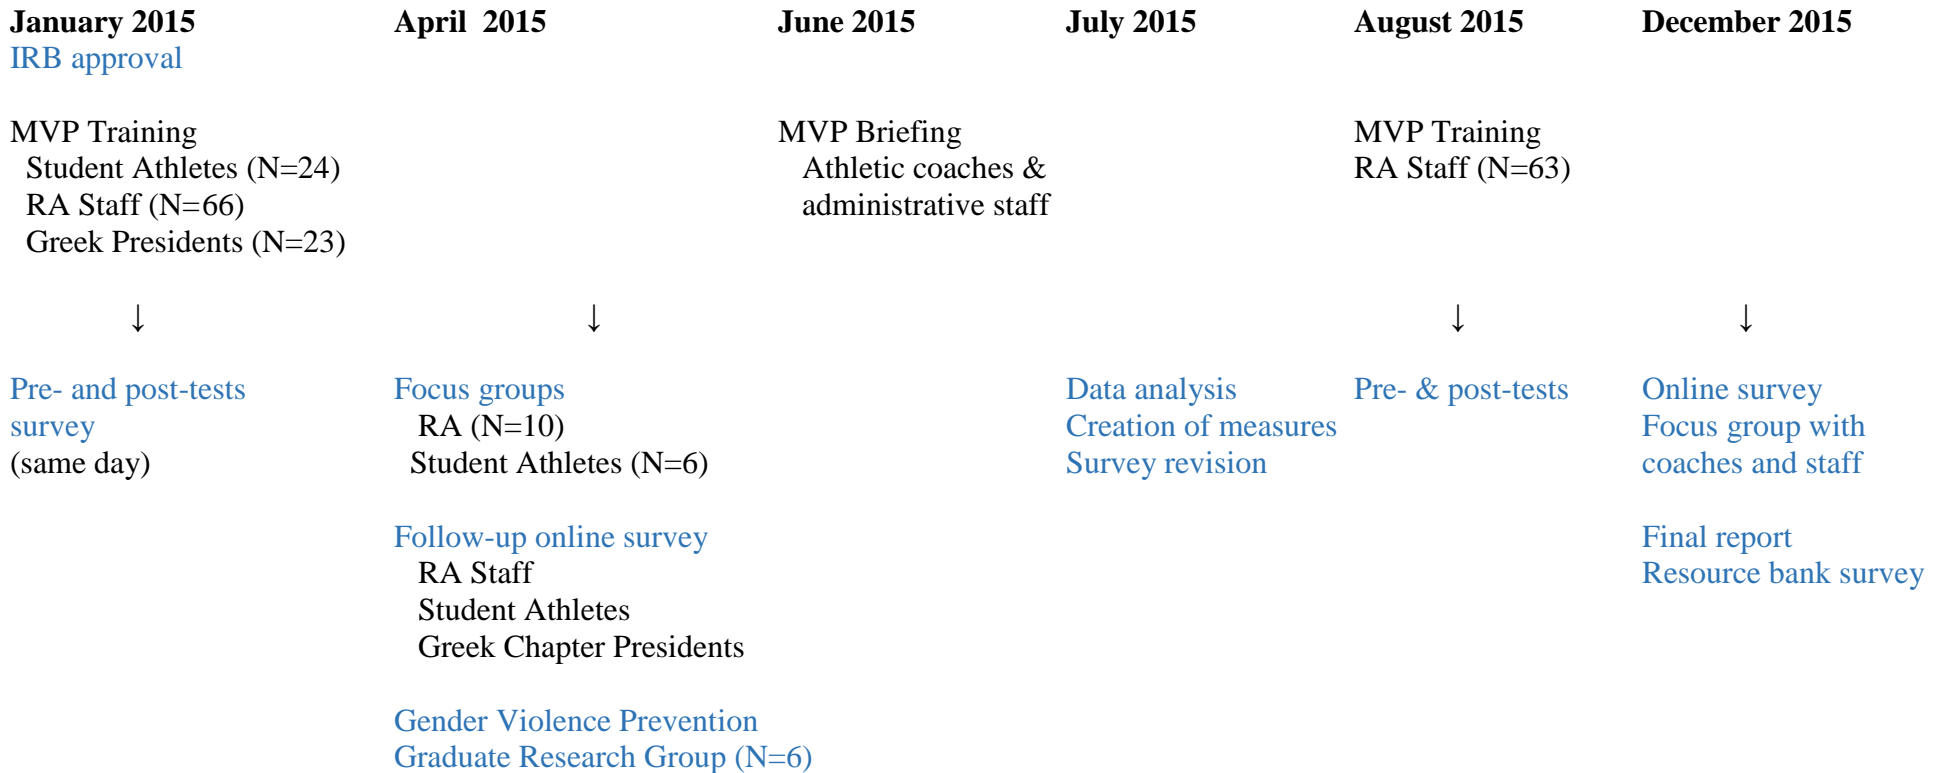 January 2015
IRB approval
MVP Training
Student Athletes (N=24)
RA Staff (N=66)
Greek Presidents (N=23)
↓
Pre- and post-tests
survey
(same day)
April 2015
↓
Focus groups
RA (N=10)
Student Athletes (N=6)
Follow-up online survey
RA Staff
Student Athletes
Greek Chapter Presidents
Gender Violence Prevention
Graduate Research Group (N=6)
June 2015
MVP Briefing
Athletic coaches &
administrative staff
July 2015
Data analysis
Creation of measures
Survey revision
August 2015
MVP Training
RA Staff (N=63)
↓
Pre- & post-tests
December 2015
↓
Online survey
Focus group with
coaches and staff
Final report
Resource bank survey